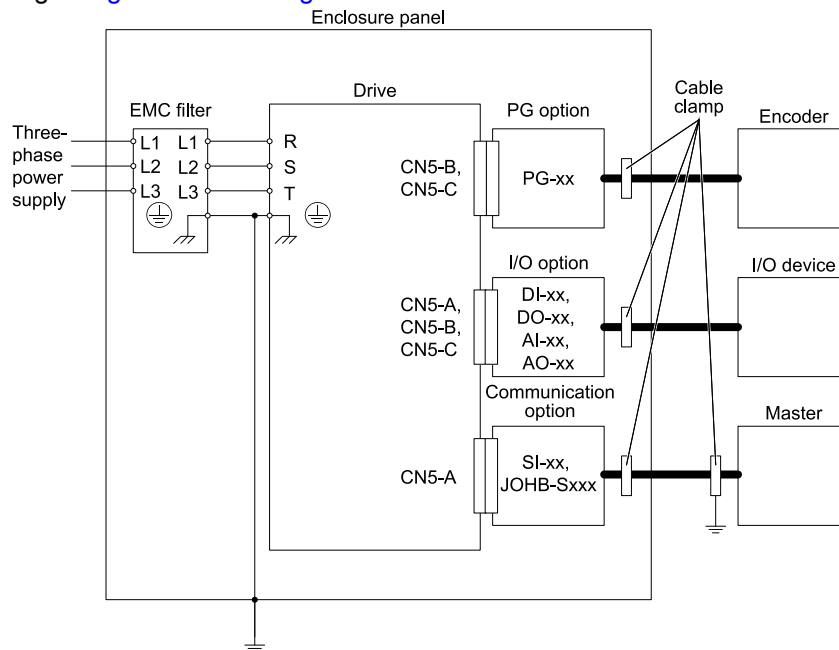 Enclosure panel
Drive
EMC filter
Three-
phase
power
supply
L1 L1
L2 L2
L3 L3
R
S
T
PG option
CN5-B,
CN5-C
PG-xx
Cable
clamp
Encoder
I/O option
CN5-A,
CN5-B,
CN5-C
DI-xx,
DO-xx,
AI-xx,
AO-xx
I/O device
Communication
option
CN5-A
SI-xx,
JOHB-Sxxx
Master